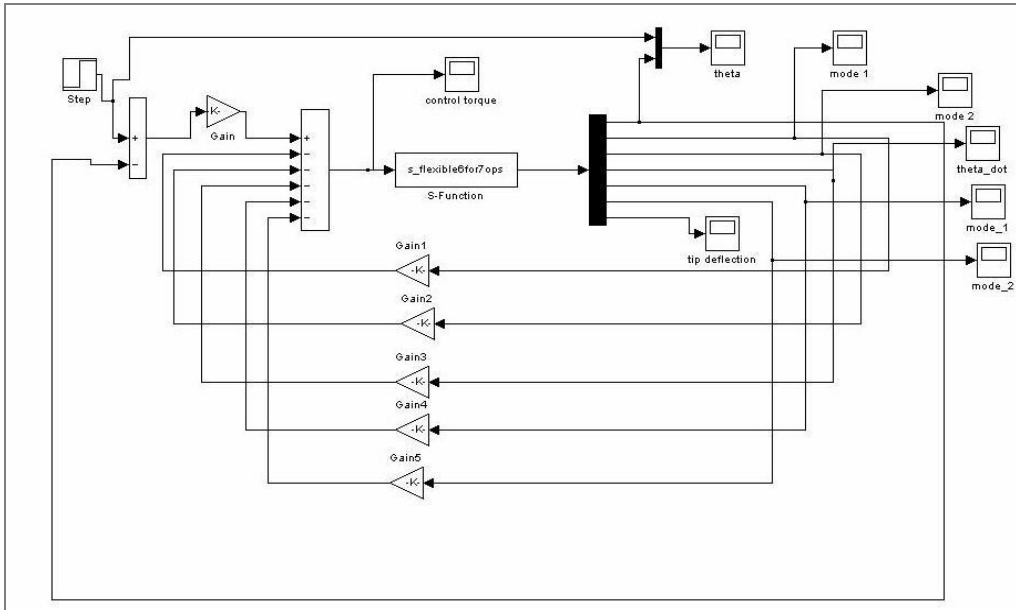 Step
K-
Gain
+
−
+
−
−
−
−
−
control torque
s_flexible6for7ops
S-Function
theta
mode 1
mode 2
theta_dot
mode_1
mode_2
tip deflection
Gain1
-K-
Gain2
-K-
Gain3
-K-
Gain4
-K-
Gain5
-K-